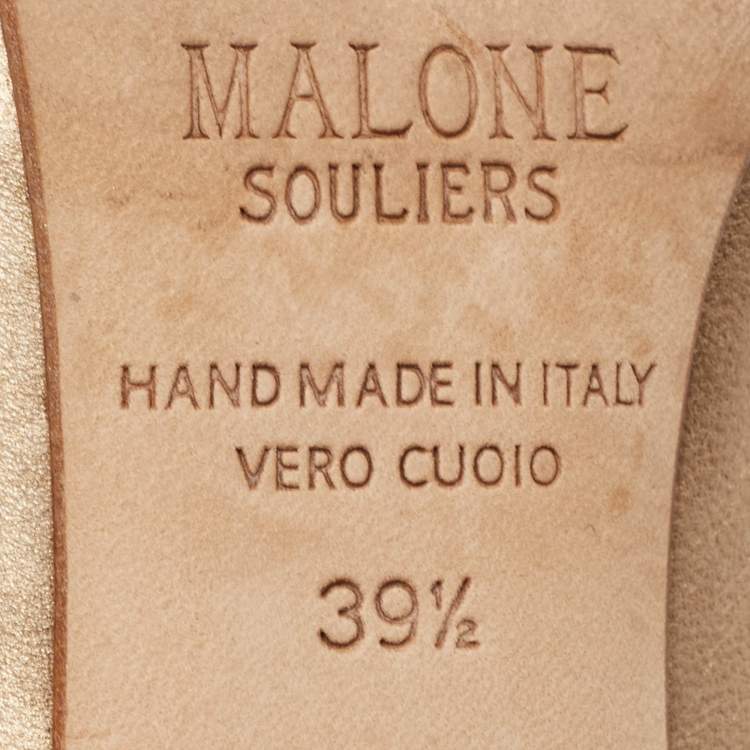 MALONE
SOULIERS
HAND MADE IN ITALY
VERO CUOIO
39½